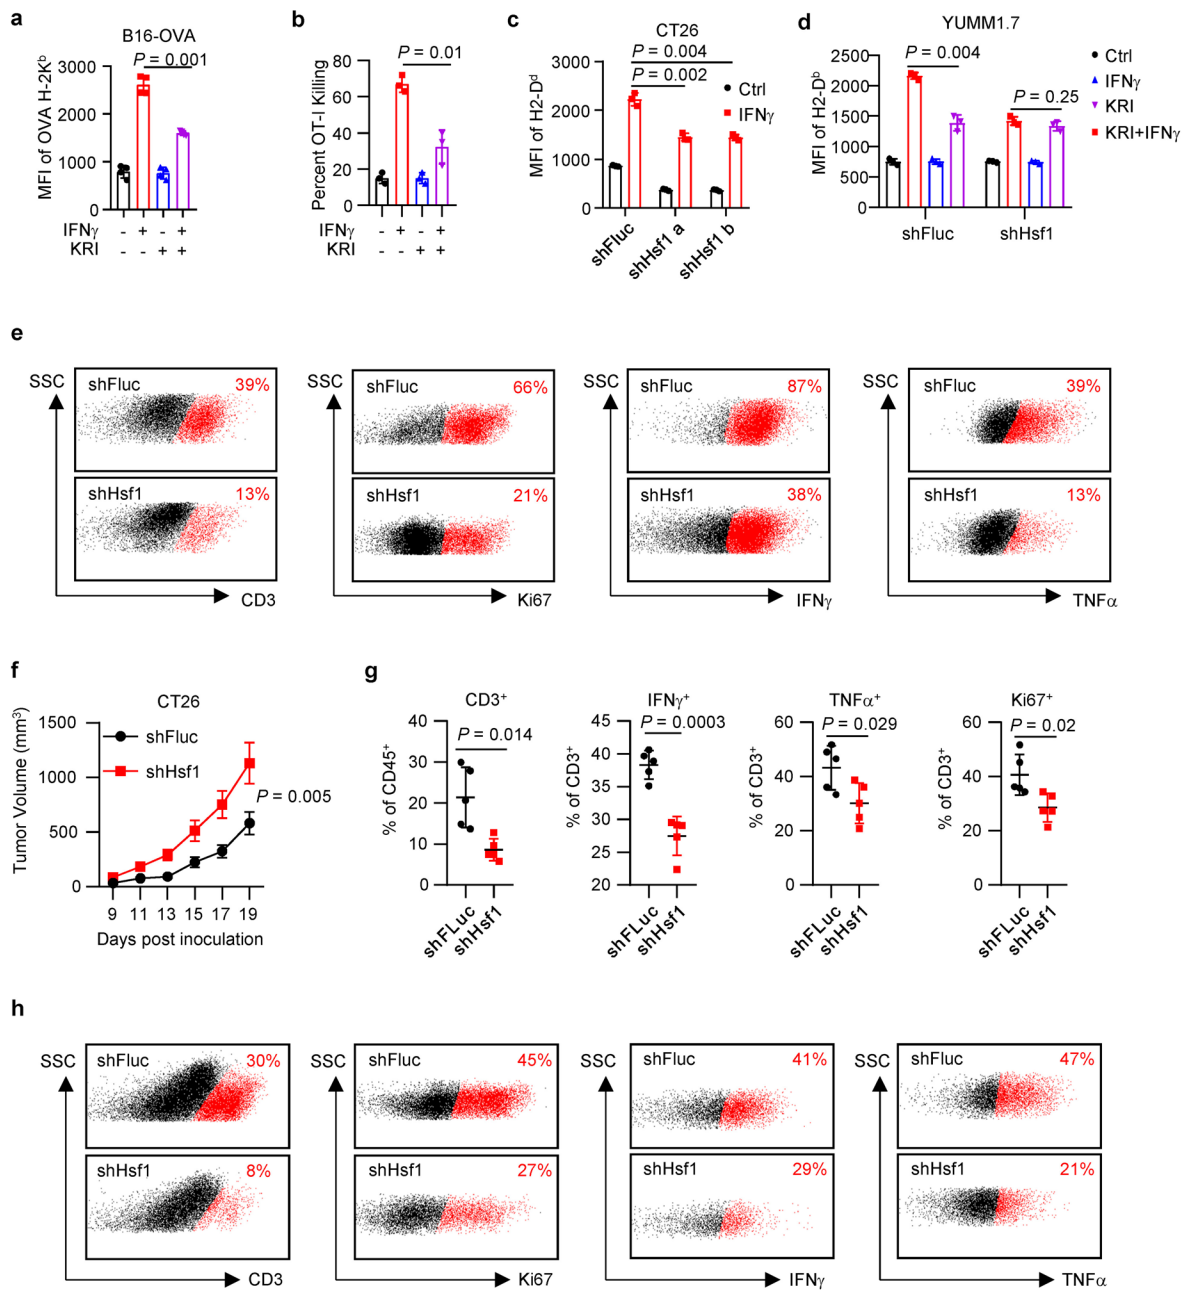 a
B16-OVA
P = 0.001
MFI of OVA H-2Kᵇ
3000
2000
1000
0
IFNγ - + - +
KRI - - + +
b
P = 0.01
Percent OT-I Killing
80
60
40
20
0
IFNγ - + - +
KRI - - + +
c
CT26
P = 0.004
P = 0.002
MFI of H2-Dᵈ
3000
2000
1000
0
Ctrl
IFNγ
shFluc
shHsf1 a
shHsf1 b
d
YUMM1.7
P = 0.004
P = 0.25
MFI of H2-Dᵇ
2500
2000
1500
1000
500
0
Ctrl
IFNγ
KRI
KRI+IFNγ
shFluc
shHsf1
e
SSC
shFluc
39%
shHsf1
13%
CD3
SSC
shFluc
66%
shHsf1
21%
Ki67
SSC
shFluc
87%
shHsf1
38%
IFNγ
SSC
shFluc
39%
shHsf1
13%
TNFα
f
CT26
Tumor Volume (mm³)
1500
1000
500
0
shFluc
shHsf1
P = 0.005
9 11 13 15 17 19
Days post inoculation
g
CD3⁺
P = 0.014
% of CD45⁺
40
30
20
10
0
shFLuc
shHsf1
IFNγ⁺
P = 0.0003
% of CD3⁺
45
40
35
30
25
20
shFLuc
shHsf1
TNFα⁺
P = 0.029
% of CD3⁺
60
40
20
0
shFLuc
shHsf1
Ki67⁺
P = 0.02
% of CD3⁺
60
40
20
0
shFLuc
shHsf1
h
SSC
shFluc
30%
shHsf1
8%
CD3
SSC
shFluc
45%
shHsf1
27%
Ki67
SSC
shFluc
41%
shHsf1
29%
IFNγ
SSC
shFluc
47%
shHsf1
21%
TNFα